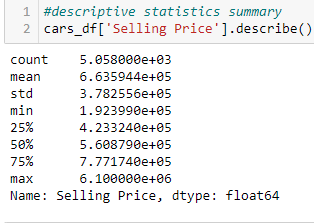 1 #descriptive statistics summary
2 cars_df['Selling Price'].describe()
count 5.058000e+03
mean 6.635944e+05
std 3.782556e+05
min 1.923990e+05
25% 4.233240e+05
50% 5.608790e+05
75% 7.771740e+05
max 6.100000e+06
Name: Selling Price, dtype: float64